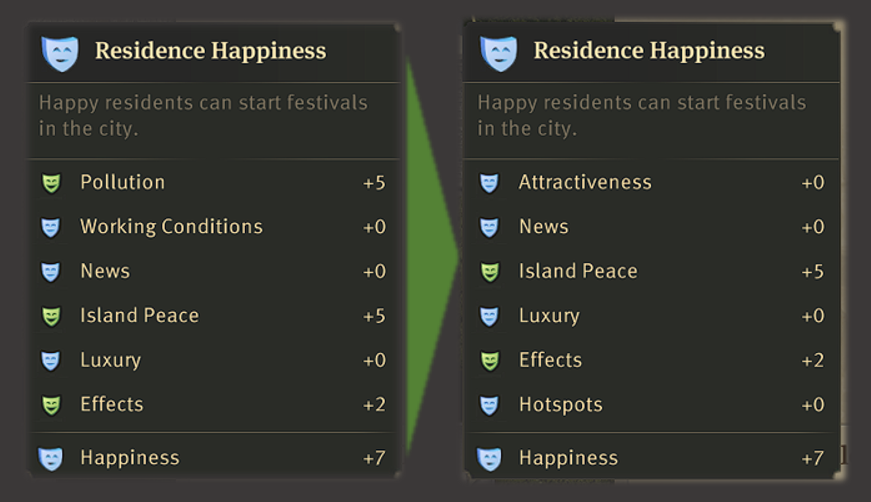 Residence Happiness
Happy residents can start festivals
in the city.
Pollution +5
Working Conditions +0
News +0
Island Peace +5
Luxury +0
Effects +2
Happiness +7
Residence Happiness
Happy residents can start festivals
in the city.
Attractiveness +0
News +0
Island Peace +5
Luxury +0
Effects +2
Hotspots +0
Happiness +7